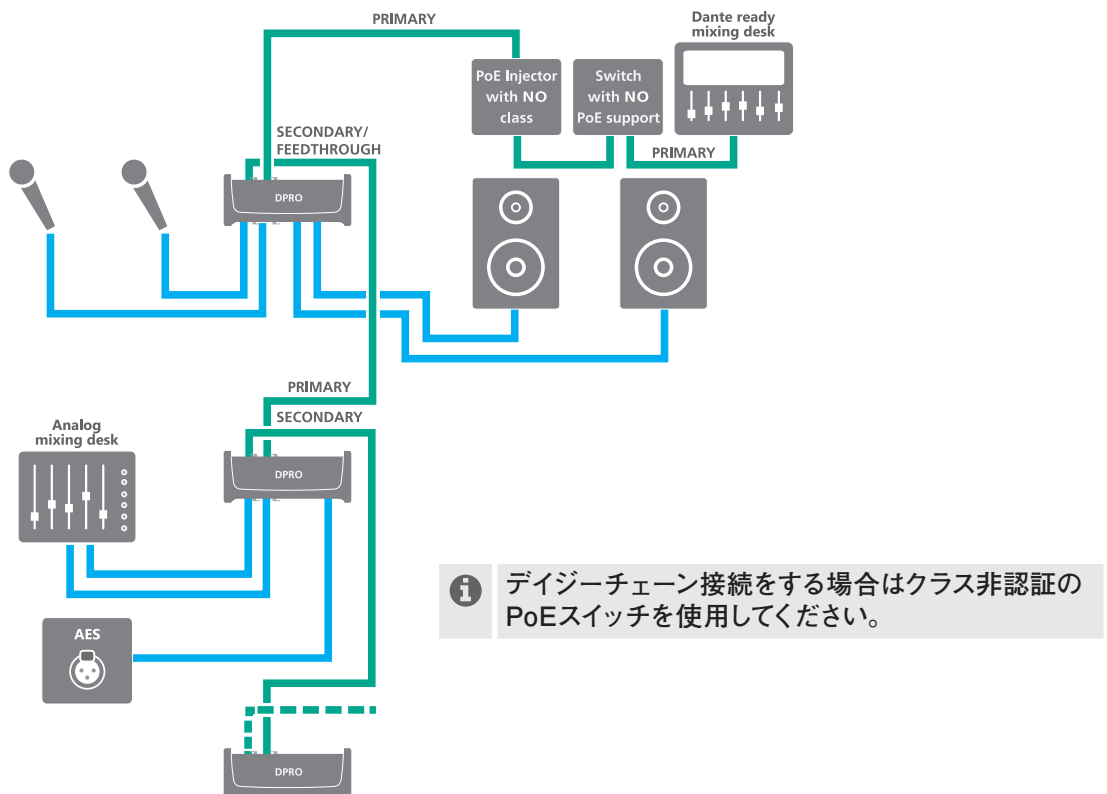 PRIMARY
Dante ready
mixing desk
PoE Injector
with NO
class
Switch
with NO
PoE support
SECONDARY/
FEEDTHROUGH
PRIMARY
DPRO
PRIMARY
SECONDARY
Analog
mixing desk
DPRO
デイジーチェーン接続をする場合はクラス非認証の
PoEスイッチを使用してください。
AES
DPRO